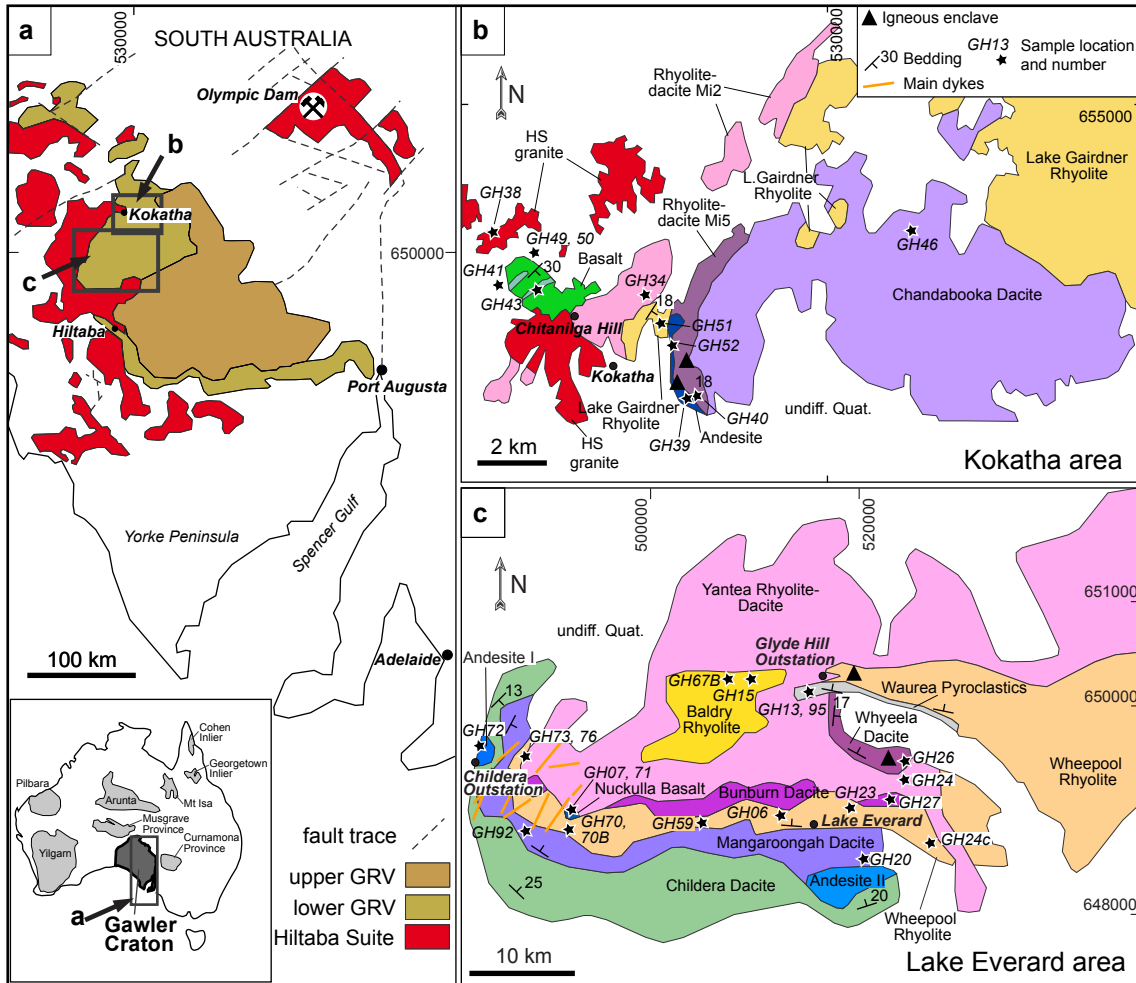 a
530000
SOUTH AUSTRALIA
Olympic Dam
b
Kokatha
650000
c
Hiltaba
Port Augusta
Yorke Peninsula
Spencer Gulf
100 km
Adelaide
N
Cohen
Inlier
Georgetown
Inlier
Pilbara
Arunta
Mt Isa
Musgrave
Province
Curnamona
Province
Yilgarn
a
Gawler
Craton
fault trace
upper GRV
lower GRV
Hiltaba Suite
b
530000
Igneous enclave
30
Bedding
GH13
Sample location
and number
Main dykes
N
Rhyolite-
dacite Mi2
655000
HS
granite
Lake Gairdner
Rhyolite
L.Gairdner
Rhyolite
GH38
Rhyolite-
dacite Mi5
GH46
GH49, 50
30
Basalt
GH41
GH34
GH43
18
Chandabooka Dacite
Chitanilga Hill
GH51
GH52
Kokatha
18
Lake Gairdner
Rhyolite
GH40
undiff. Quat.
GH39
Andesite
HS
granite
2 km
Kokatha area
c
500000
520000
N
Yantea Rhyolite-
Dacite
651000
undiff. Quat.
Glyde Hill
Outstation
Andesite I
13
GH67B
GH15
Waurea Pyroclastics
650000
GH13, 95
Baldry
Rhyolite
17
GH72
GH73, 76
Whyeela
Dacite
GH26
Childera
Outstation
GH07, 71
Nuckulla Basalt
GH24
Wheepool
Rhyolite
Bunburn Dacite
GH23
GH27
GH06
GH92
GH70,
70B
GH59
Lake Everard
GH24c
Mangaroongah Dacite
GH20
25
Childera Dacite
Andesite II
20
Wheepool
Rhyolite
648000
10 km
Lake Everard area